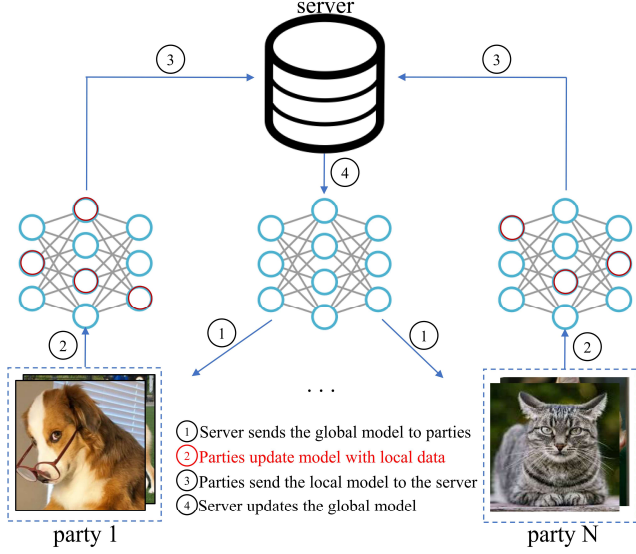 server
③
③
④
②
①
①
②
. . .
① Server sends the global model to parties
② Parties update model with local data
③ Parties send the local model to the server
④ Server updates the global model
party 1
party N